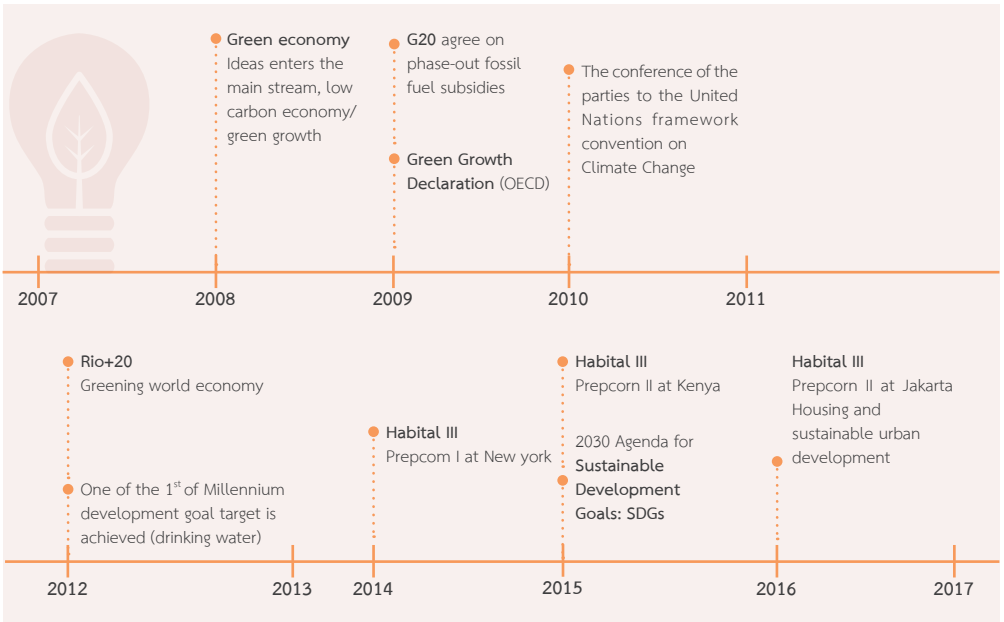 Green economy
Ideas enters the
main stream, low
carbon economy/
green growth
G20 agree on
phase-out fossil
fuel subsidies
Green Growth
Declaration (OECD)
The conference of the
parties to the United
Nations framework
convention on
Climate Change
2007
2008
2009
2010
2011
Rio+20
Greening world economy
One of the 1st of Millennium
development goal target is
achieved (drinking water)
Habital III
Prepcom I at New york
Habital III
Prepcorn II at Kenya
2030 Agenda for
Sustainable
Development
Goals: SDGs
Habital III
Prepcorn II at Jakarta
Housing and
sustainable urban
development
2012
2013
2014
2015
2016
2017